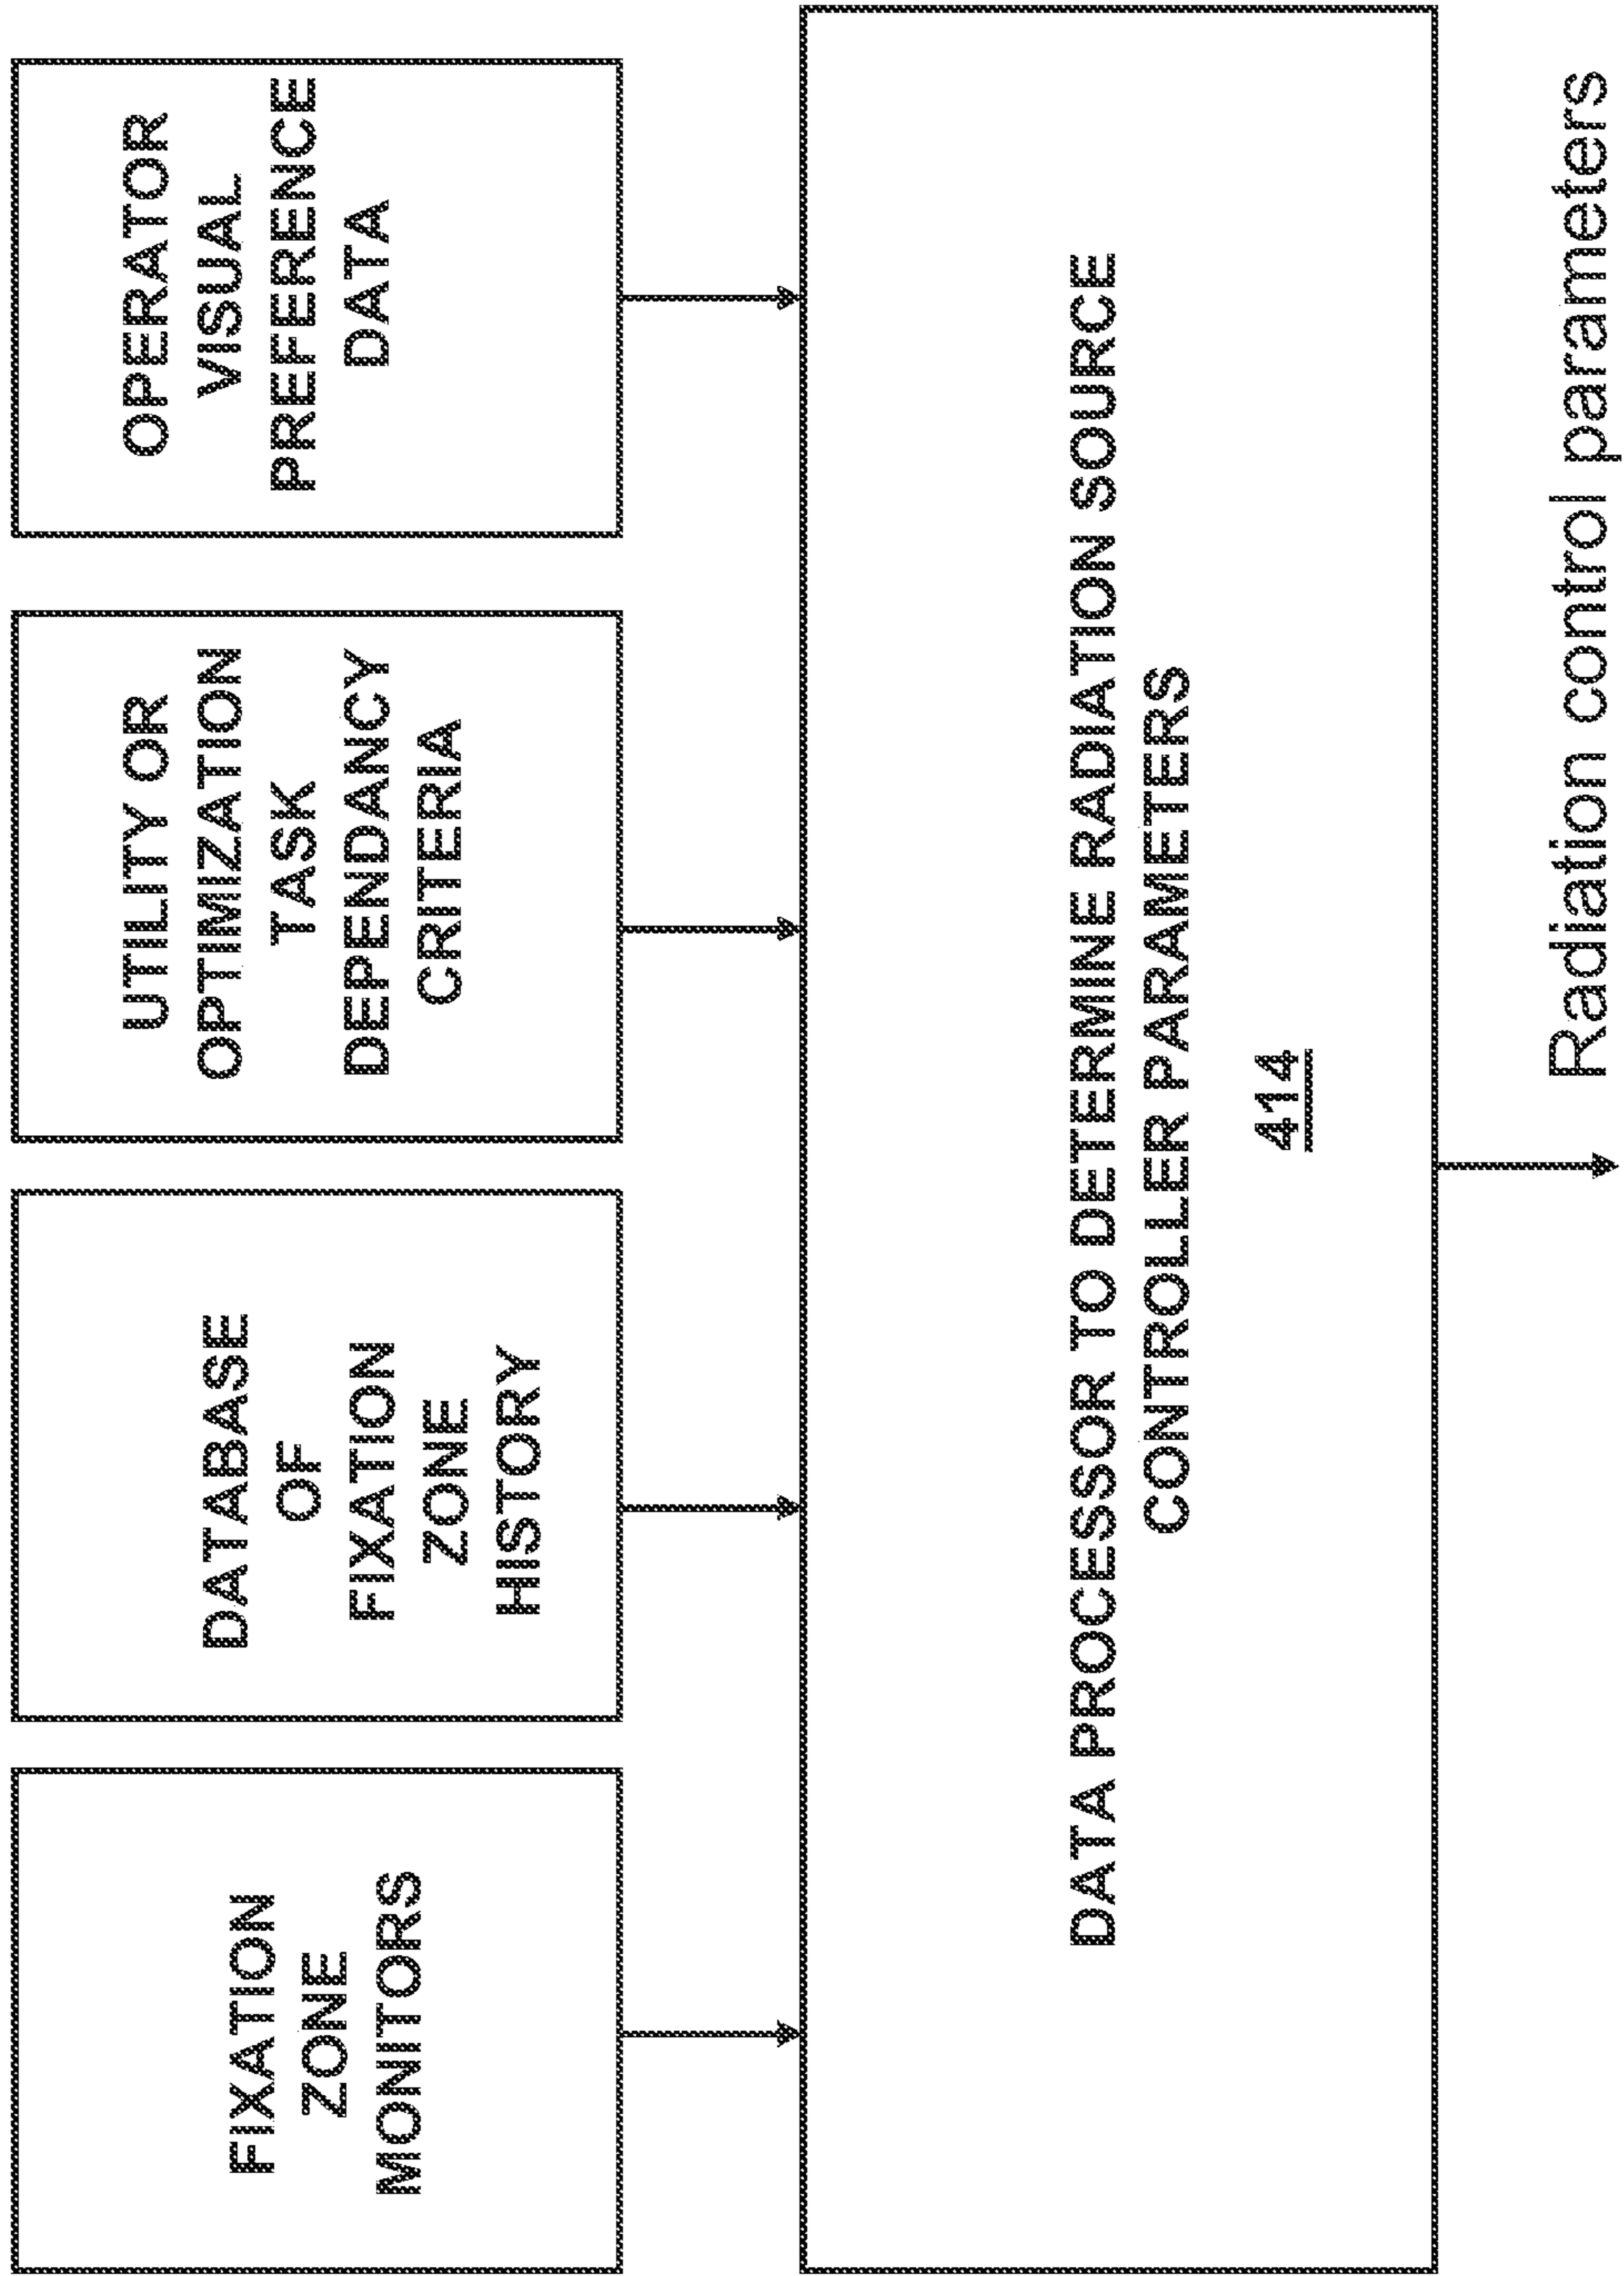 FIXATION
ZONE
MONITORS
DATABASE
OF
FIXATION
ZONE
HISTORY
UTILITY OR
OPTIMIZATION
TASK
DEPENDANCY
CRITERIA
OPERATOR
VISUAL
PREFERENCE
DATA
DATA PROCESSOR TO DETERMINE RADIATION SOURCE
CONTROLLER PARAMETERS
414
Radiation control parameters